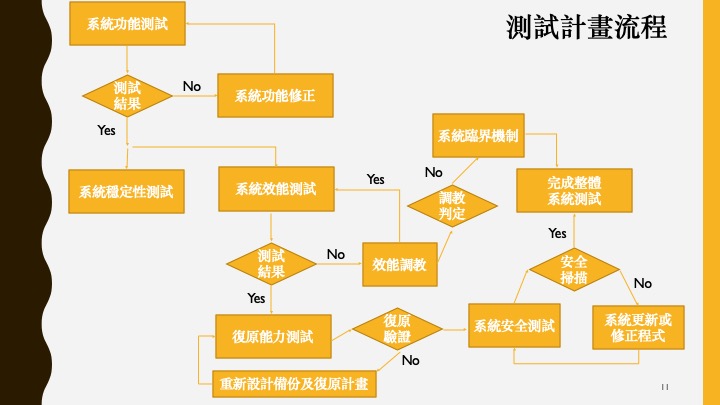 測試計畫流程
系統功能測試
測試
結果
No
系統功能修正
Yes
系統穩定性測試
系統效能測試
Yes
測試
結果
No
效能調教
No
調教
判定
系統臨界機制
完成整體
系統測試
Yes
安全
掃描
No
Yes
復原能力測試
復原
驗證
No
系統安全測試
系統更新或
修正程式
重新設計備份及復原計畫
11